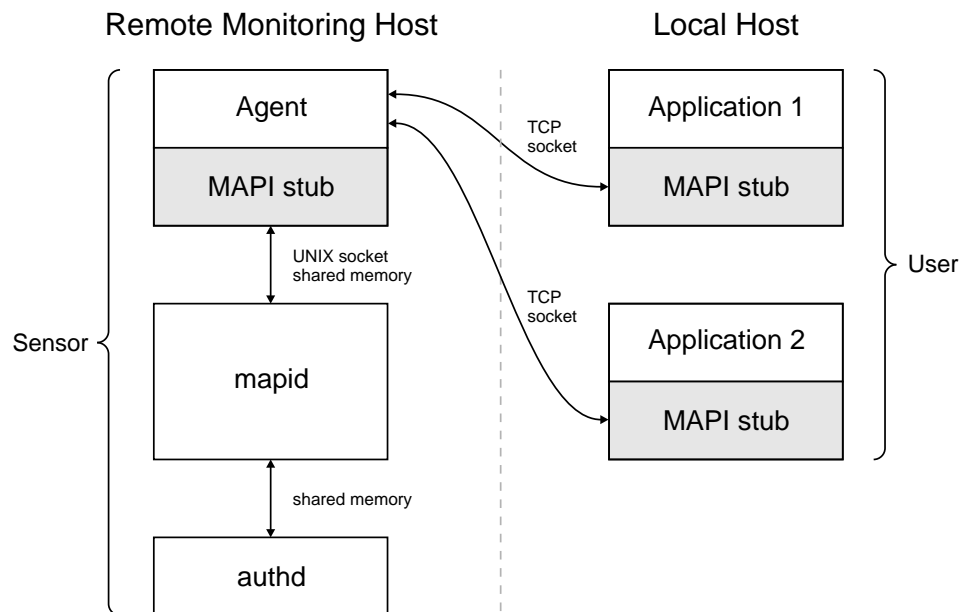 Remote Monitoring Host
Local Host
Agent
MAPI stub
TCP
socket
Application 1
MAPI stub
UNIX socket
shared memory
User
Sensor
mapid
TCP
socket
Application 2
MAPI stub
shared memory
authd